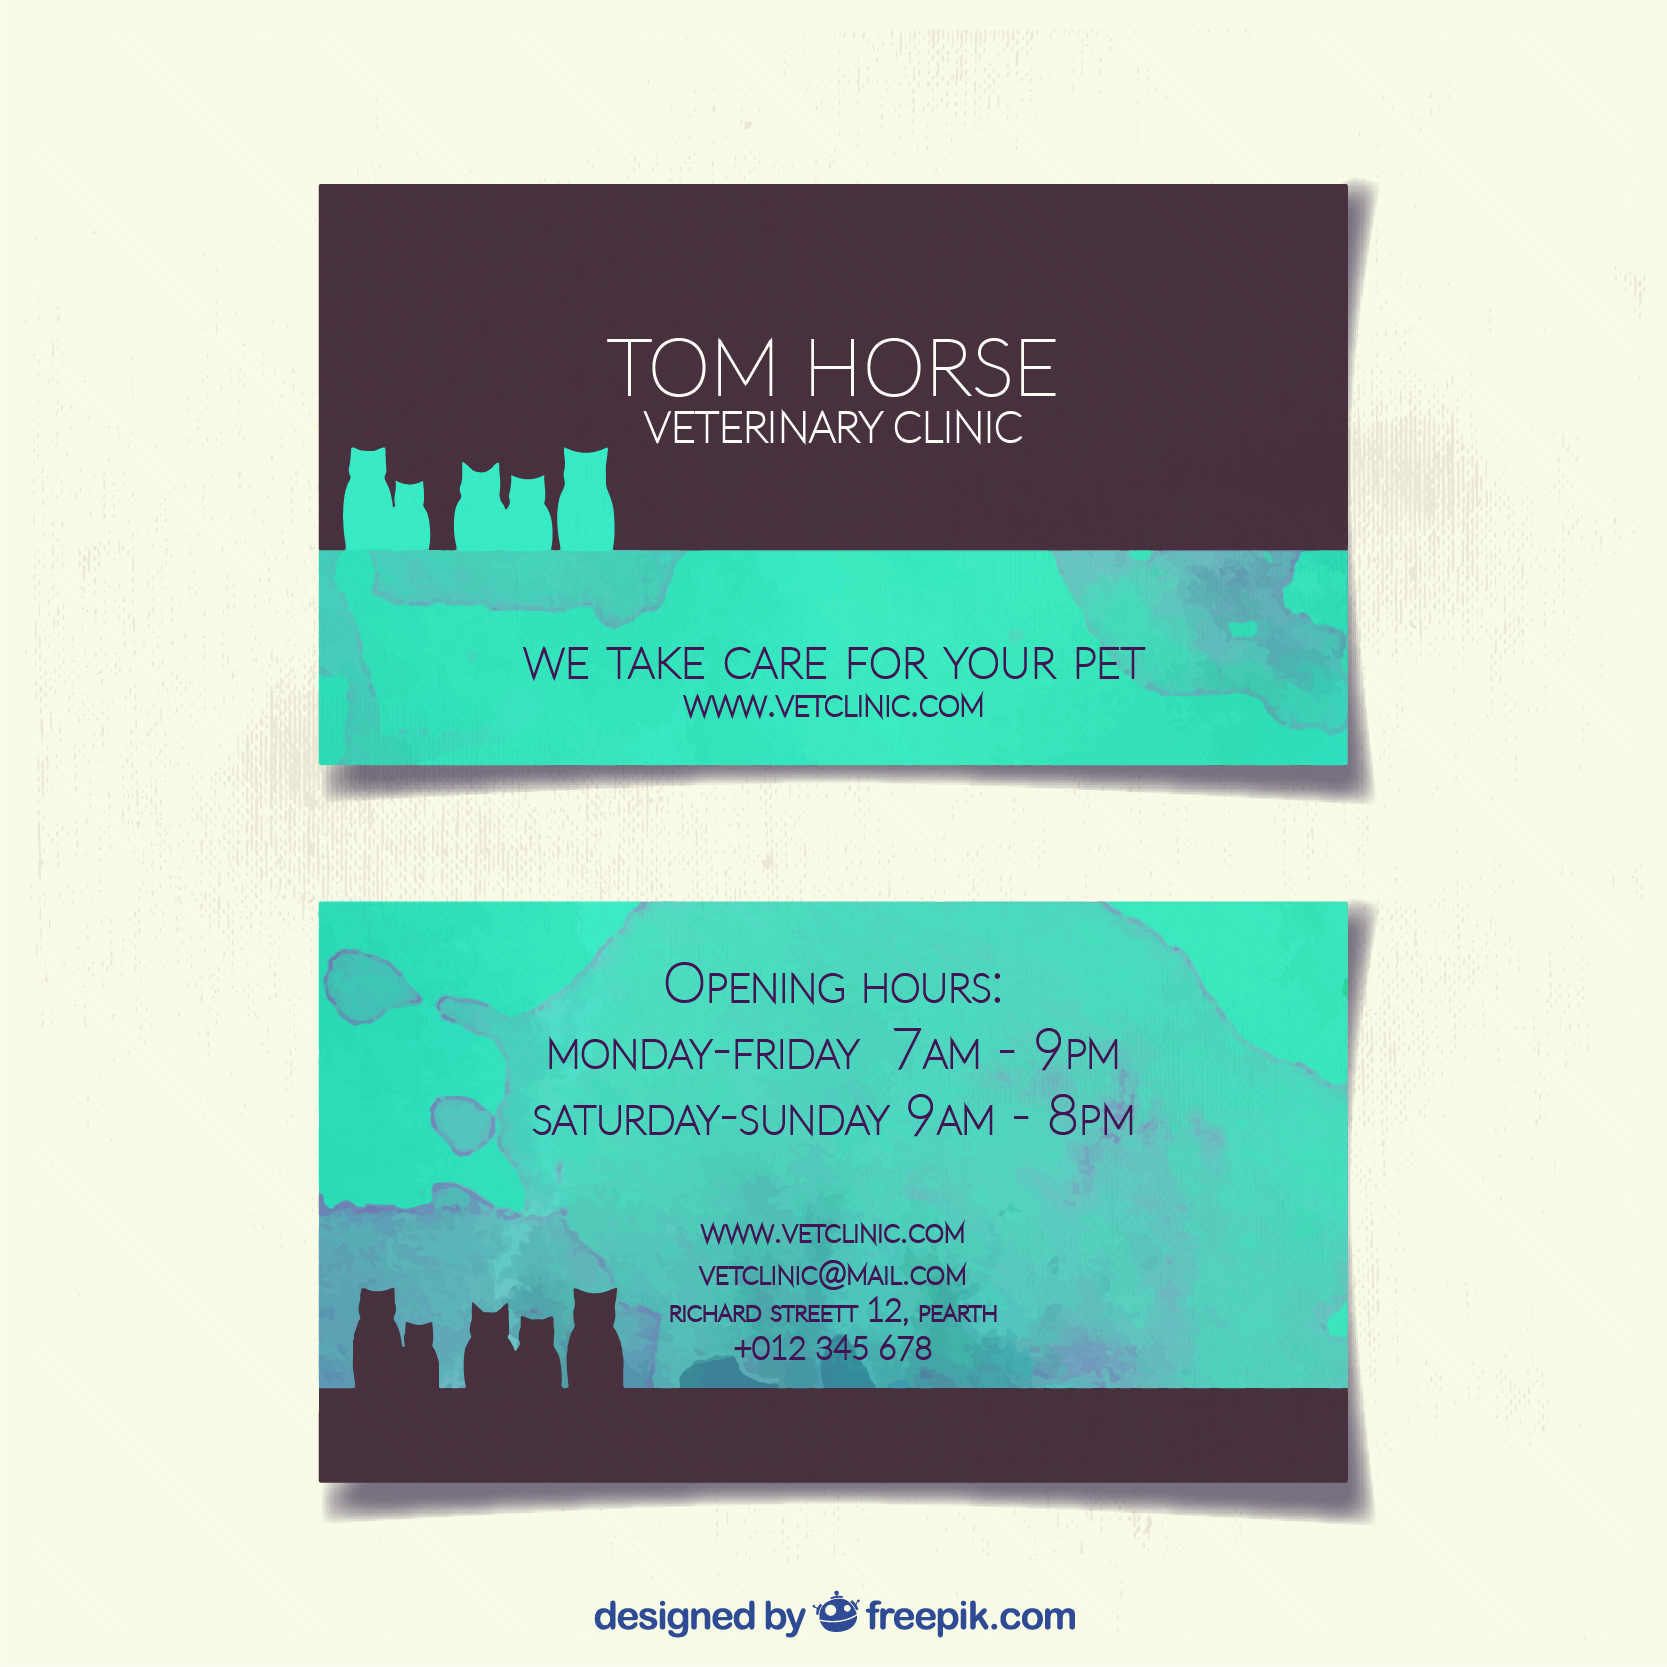 TOM HORSE
VETERINARY CLINIC
WE TAKE CARE FOR YOUR PET
WWW.VETCLINIC.COM
OPENING HOURS:
MONDAY-FRIDAY 7AM - 9PM
SATURDAY-SUNDAY 9AM - 8PM
WWW.VETCLINIC.COM
VETCLINIC@MAIL.COM
RICHARD STREETT 12, PEARTH
+012 345 678
designed by freepik.com